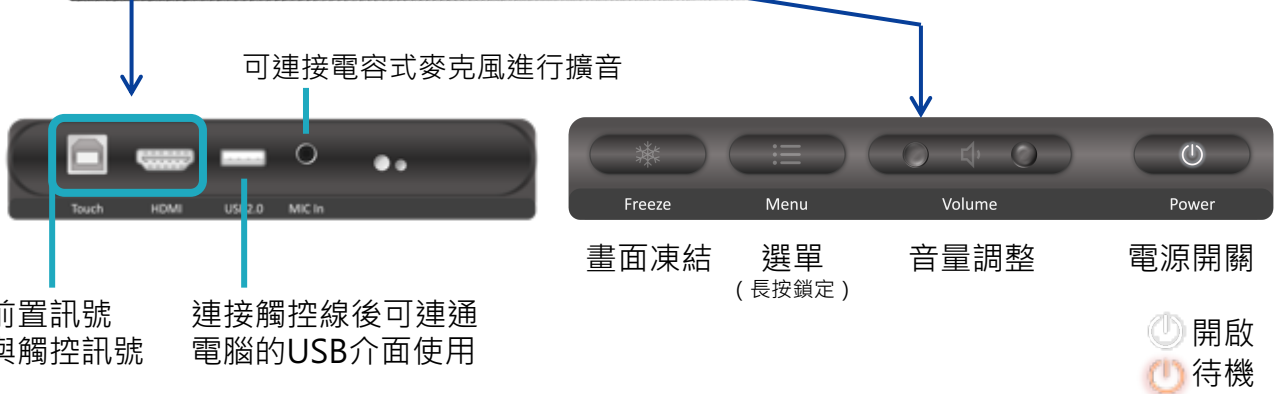 可連接電容式麥克風進行擴音
Touch HDMI USB2.0 MIC In
Freeze Menu Volume Power
畫面凍結 選單 音量調整 電源開關
(長按鎖定)
前置訊號
與觸控訊號
連接觸控線後可連通
電腦的USB介面使用
開啟
待機